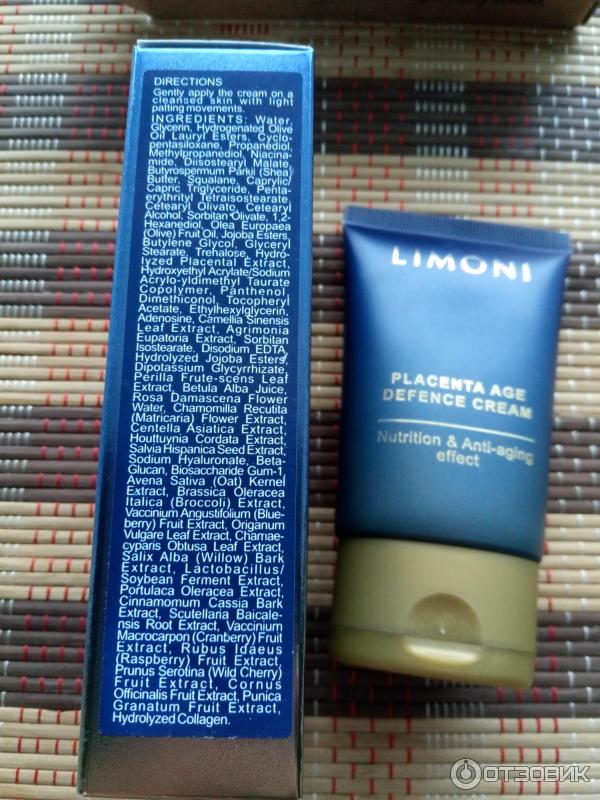 DIRECTIONS
Gently apply the cream on a
cleansed skin with light
patting movements.
INGREDIENTS: Water,
Glycerin, Hydrogenated Olive
Oil Lauryl Esters, Cyclo-
pentasiloxane, Propanediol,
Methylpropanediol, Niacina-
mide, Diisostearyl Malate,
Butyrospermum Parkii (Shea)
Butter, Squalane, Caprylic/
Capric Triglyceride, Penta-
erythrityl Tetraisostearate,
Cetearyl Olivate, Cetearyl
Alcohol, Sorbitan Olivate, 1,2-
Hexanediol, Olea Europaea
(Olive) Fruit Oil, Jojoba Esters,
Butylene Glycol, Glyceryl
Stearate, Trehalose, Hydro-
lyzed Placental Extract,
Hydroxyethyl Acrylate/Sodium
Acrylo-yldimethyl Taurate
Copolymer, Panthenol,
Dimethiconol, Tocopheryl
Acetate, Ethylhexylglycerin,
Adenosine, Camellia Sinensis
Leaf Extract, Agrimonia
Eupatoria Extract, Sorbitan
Isostearate. Disodium EDTA,
Hydrolyzed Jojoba Esters,
Dipotassium Glycyrrhizate,
Perilla Frute-scens Leaf
Extract, Betula Alba Juice,
Rosa Damascena Flower
Water, Chamomilla Recutita
(Matricaria) Flower Extract,
Centella Asiatica Extract,
Houttuynia Cordata Extract,
Salvia Hispanica Seed Extract,
Sodium Hyaluronate, Beta-
Glucan, Biosaccharide Gum-1,
Avena Sativa (Oat) Kernel
Extract, Brassica Oleracea
Italica (Broccoli) Extract,
Vaccinium Angustifolium (Blue-
berry) Fruit Extract, Origanum
Vulgare Leaf Extract, Chamae-
cyparis Obtusa Leaf Extract,
Salix Alba (Willow) Bark
Extract, Lactobacillus/
Soybean Ferment Extract,
Portulaca Oleracea Extract,
Cinnamomum Cassia Bark
Extract, Scutellaria Baicale-
nsis Root Extract, Vaccinium
Macrocarpon (Cranberry) Fruit
Extract, Rubus Idaeus
(Raspberry) Fruit Extract,
Prunus Serotina (Wild Cherry)
Fruit Extract, Cornus
Officinalis Fruit Extract, Punica
Granatum Fruit Extract,
Hydrolyzed Collagen.
LIMONI
PLACENTA AGE
DEFENCE CREAM
Nutrition & Anti-aging
effect
ОТЗОВИК